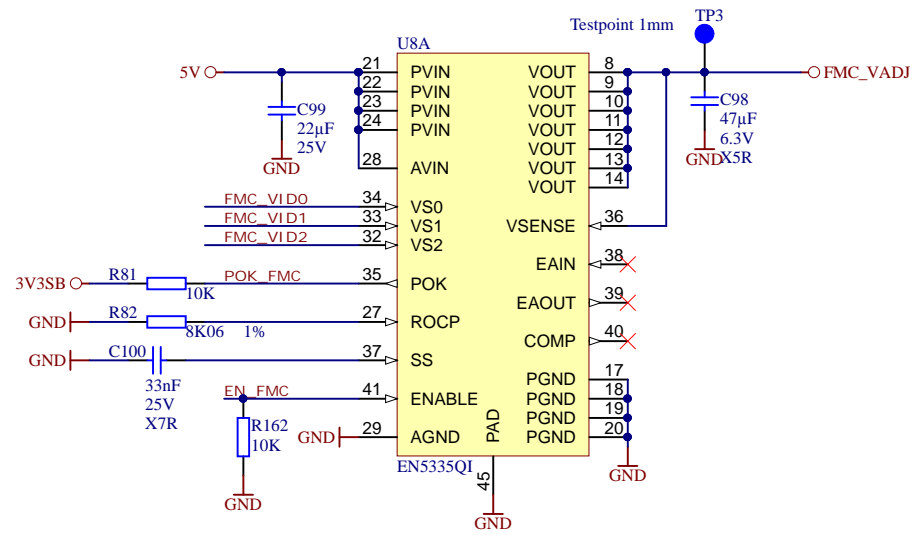 Testpoint 1mm
TP3
U8A
5V
21 PVIN VOUT 8
FMC_VADJ
22 PVIN VOUT 9
23 PVIN VOUT 10
24 PVIN VOUT 11
VOUT 12
28 AVIN VOUT 13
VOUT 14
C99
22µF
25V
GND
C98
47µF
6.3V
X5R
GND
FMC_VID0 34 VS0
FMC_VID1 33 VS1
FMC_VID2 32 VS2
VSENSE 36
EAIN 38
EAOUT 39
COMP 40
3V3SB R81 10K POK_FMC 35 POK
GND R82 8K06 1% 27 ROCP
GND C100 37 SS
33nF
25V
X7R
PGND 17
PGND 18
PGND 19
PGND 20
GND
EN_FMC 41 ENABLE
R162
10K
GND
GND 29 AGND
PAD
EN5335QI
45
GND